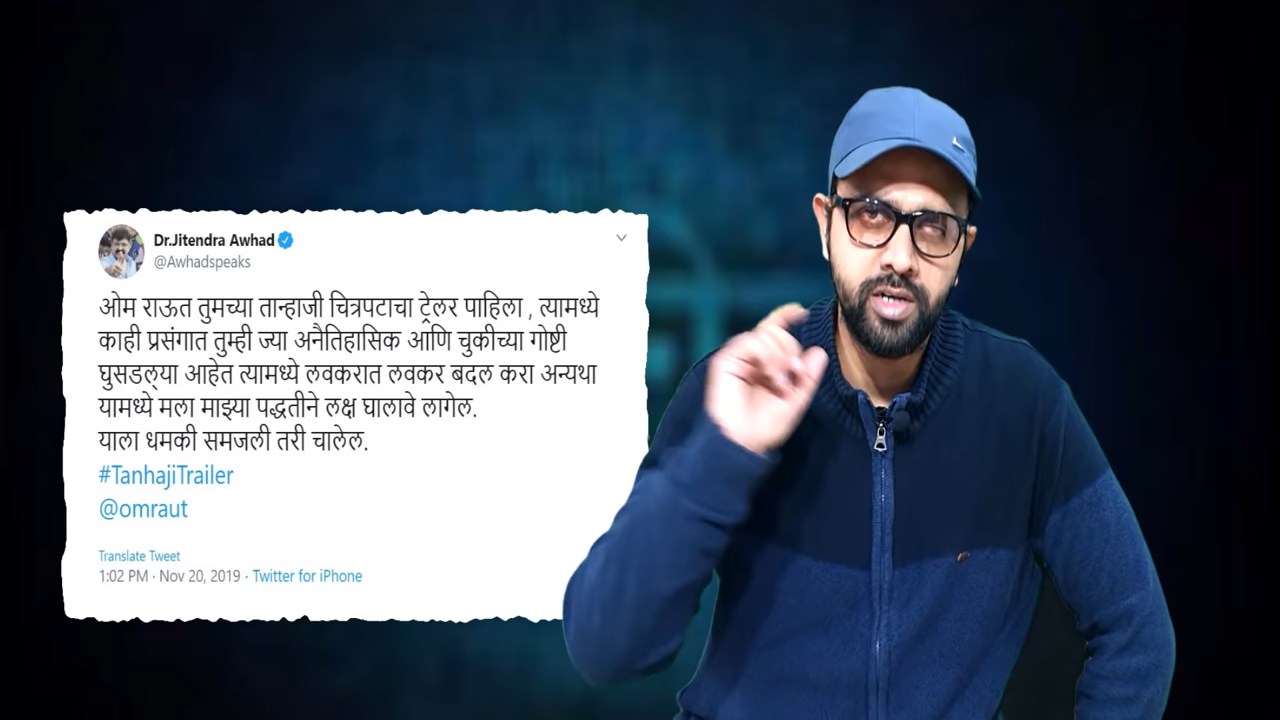 Dr.Jitendra Awhad
@Awhadspeaks
ओम राऊत तुमच्या तान्हाजी चित्रपटाचा ट्रेलर पाहिला , त्यामध्ये
काही प्रसंगात तुम्ही ज्या अनैतिहासिक आणि चुकीच्या गोष्टी
घुसडल्या आहेत त्यामध्ये लवकरात लवकर बदल करा अन्यथा
यामध्ये मला माझ्या पद्धतीने लक्ष घालावे लागेल.
याला धमकी समजली तरी चालेल.
#TanhajiTrailer
@omraut
Translate Tweet
1:02 PM · Nov 20, 2019 · Twitter for iPhone